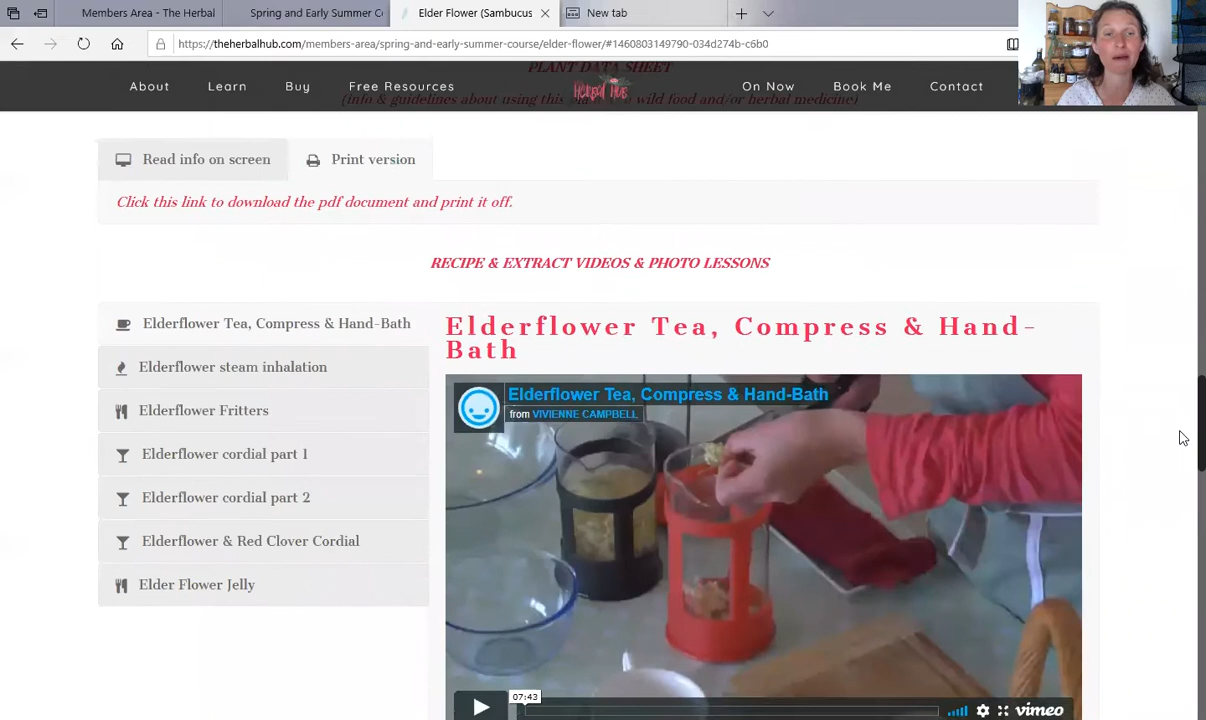 Members Area - The Herbal
Spring and Early Summer Co
Elder Flower (Sambucus
New tab
https://theherbalhub.com/members-area/spring-and-early-summer-course/elder-flower/#1460803149790-034d274b-c6b0
PLANT DATA SHEET
About
Learn
Buy
Free Resources
Herbal Hub
On Now
Book Me
Contact
Read info on screen
Print version
Click this link to download the pdf document and print it off.
RECIPE & EXTRACT VIDEOS & PHOTO LESSONS
Elderflower Tea, Compress & Hand-Bath
Elderflower steam inhalation
Elderflower Fritters
Elderflower cordial part 1
Elderflower cordial part 2
Elderflower & Red Clover Cordial
Elder Flower Jelly
Elderflower Tea, Compress & Hand-
Bath
Elderflower Tea, Compress & Hand-Bath
from VIVIENNE CAMPBELL
07:43
vimeo